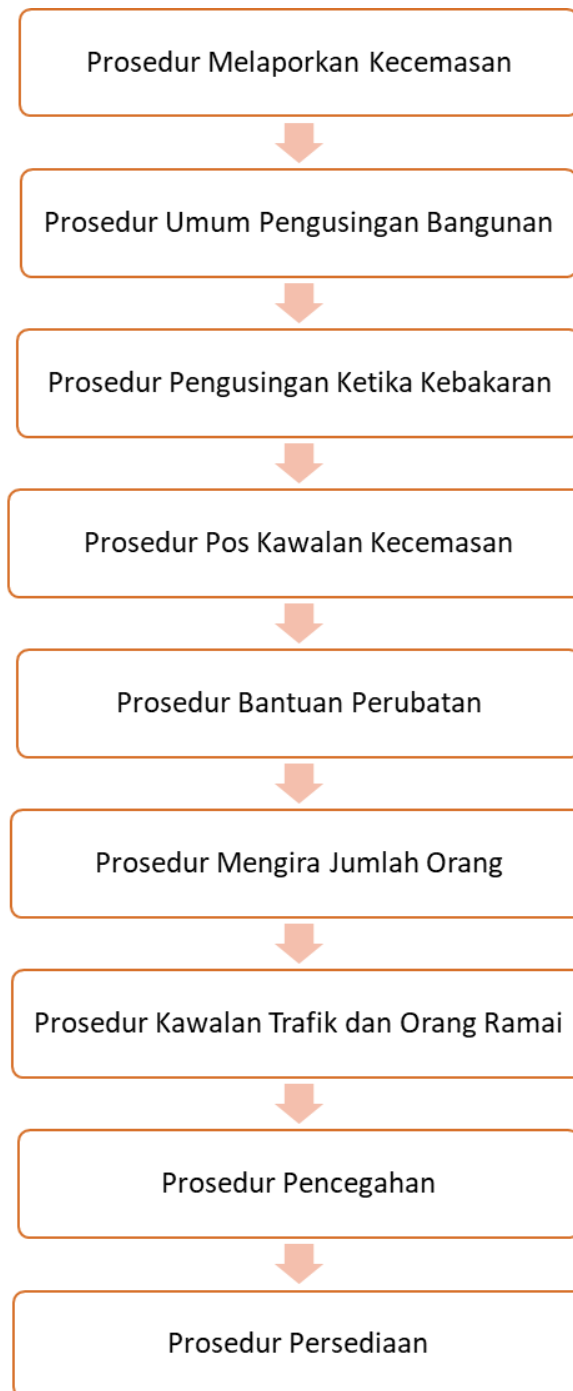 Prosedur Melaporkan Kecemasan
Prosedur Umum Pengusingan Bangunan
Prosedur Pengusingan Ketika Kebakaran
Prosedur Pos Kawalan Kecemasan
Prosedur Bantuan Perubatan
Prosedur Mengira Jumlah Orang
Prosedur Kawalan Trafik dan Orang Ramai
Prosedur Pencegahan
Prosedur Persediaan